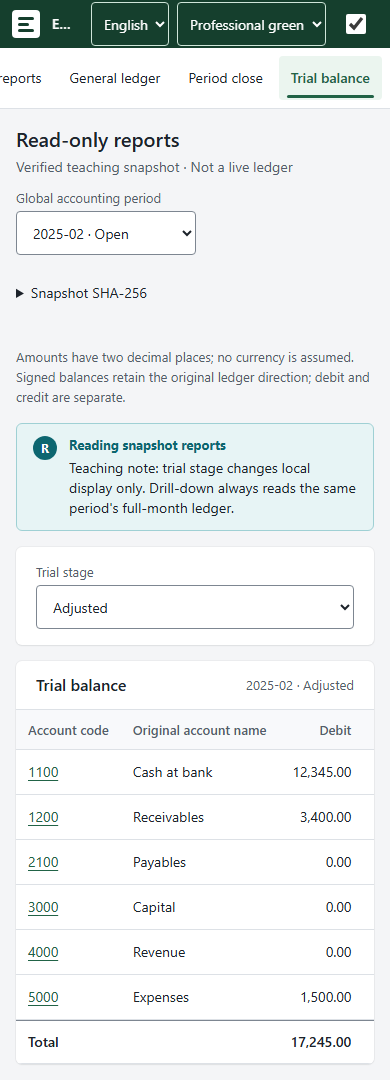 E...
English
Professional green
reports
General ledger
Period close
Trial balance
Read-only reports
Verified teaching snapshot · Not a live ledger
Global accounting period
2025-02 · Open
Snapshot SHA-256
Amounts have two decimal places; no currency is assumed.
Signed balances retain the original ledger direction; debit and
credit are separate.
R
Reading snapshot reports
Teaching note: trial stage changes local
display only. Drill-down always reads the same
period's full-month ledger.
Trial stage
Adjusted
Trial balance
2025-02 · Adjusted
Account code Original account name Debit
1100 Cash at bank 12,345.00
1200 Receivables 3,400.00
2100 Payables 0.00
3000 Capital 0.00
4000 Revenue 0.00
5000 Expenses 1,500.00
Total 17,245.00